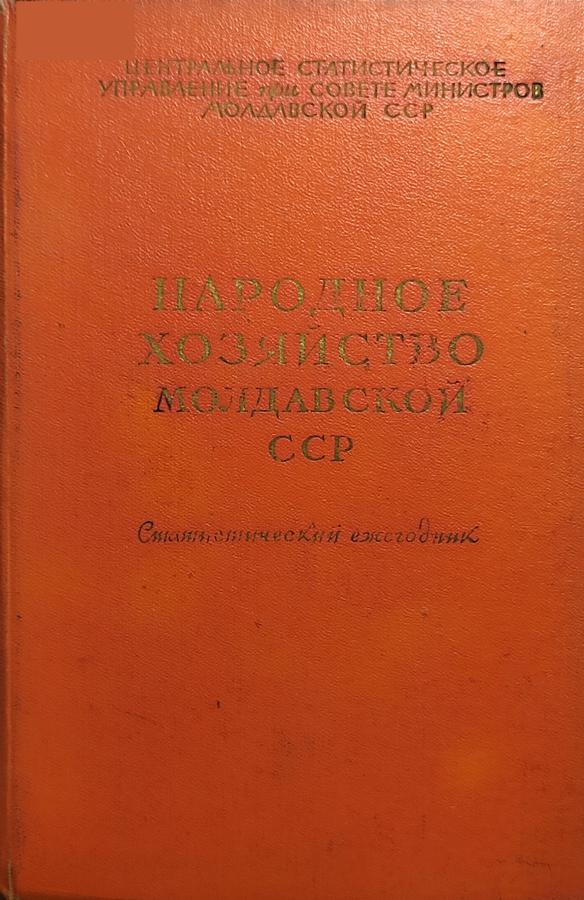 ЦЕНТРАЛЬНОЕ СТАТИСТИЧЕСКОЕ
УПРАВЛЕНИЕ при СОВЕТЕ МИНИСТРОВ
МОЛДАВСКОЙ ССР
НАРОДНОЕ
ХОЗЯЙСТВО
МОЛДАВСКОЙ
ССР
Статистический ежегодник